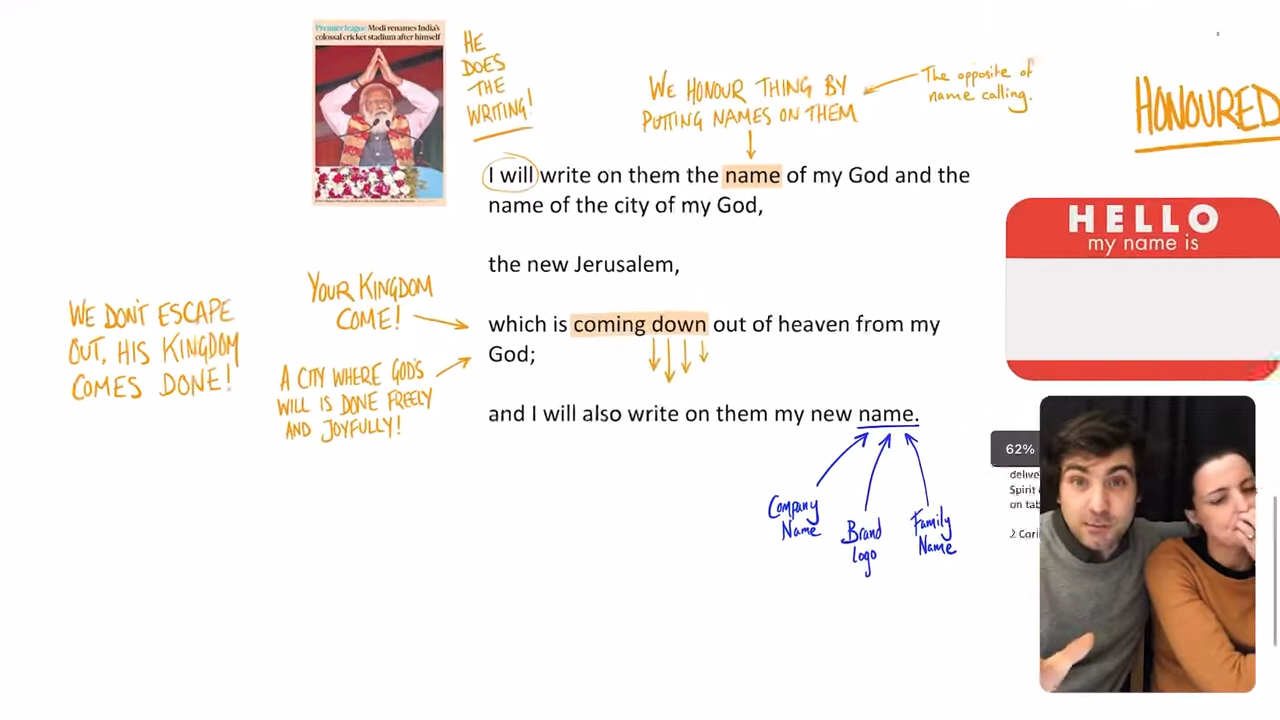 Premier league Modi renames India's
colossal cricket stadium after himself
HE
DOES
THE
WRITING!
WE HONOUR THING BY
PUTTING NAMES ON THEM
The opposite of
name calling.
HONOURED
I will write on them the name of my God and the
name of the city of my God,
the new Jerusalem,
which is coming down out of heaven from my
God;
and I will also write on them my new name.
YOUR KINGDOM
COME!
WE DON'T ESCAPE
OUT, HIS KINGDOM
COMES DONE!
A CITY WHERE GOD'S
WILL IS DONE FREELY
AND JOYFULLY!
HELLO
my name is
Company
Name
Brand
logo
Family
Name
62%
delive
Spirit
on tab
2 Cori